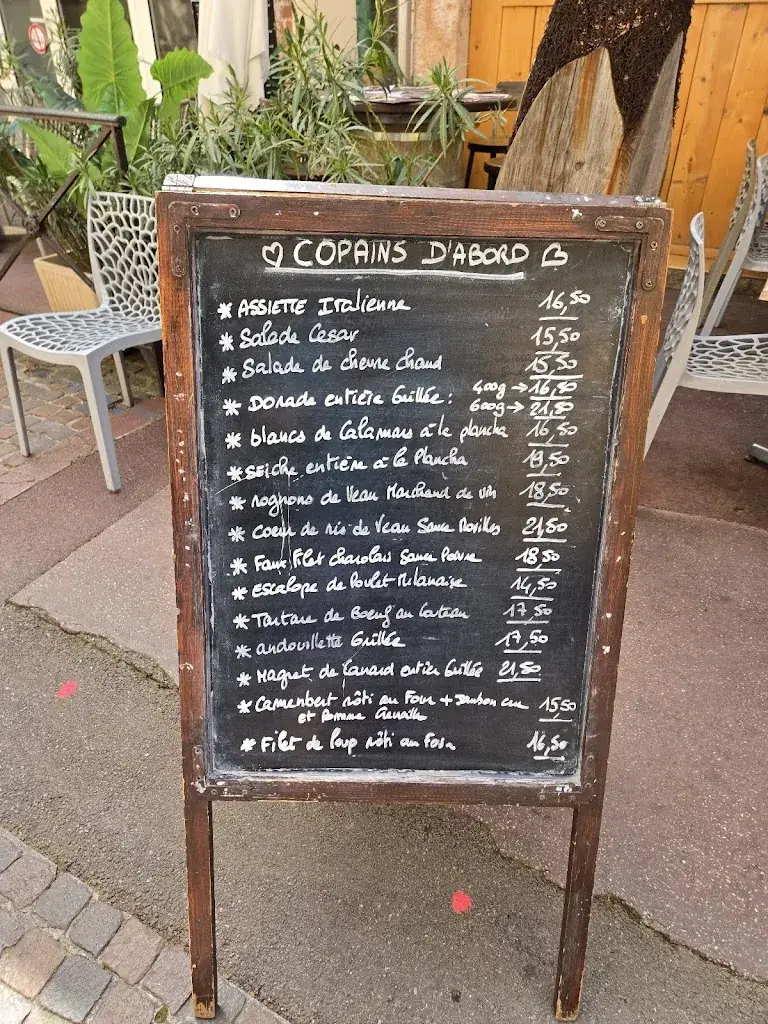 ♡ COPAINS D'ABORD ♡
* ASSIETTE ITALIENNE 16,50
* Salade Cesar 15,50
* Salade de chevre chaud 15,50
* DORADE entière Grillée : 400g → 16,50
600g → 21,50
* blancs de Calamars à la plancha 16,50
* SEICHE entière à la Plancha 19,50
* rognons de Veau Marchand de vin 18,50
* Coeur de ris de Veau Sauce Morilles 21,50
* Faux Filet charolais Sauce Poivre 18,50
* Escalope de Poulet Milanaise 14,50
* Tartare de Boeuf au Couteau 17,50
* andouillette Grillée 17,50
* Magret de Canard entier Grillé 21,50
* Camenbert rôti au Four + Jambon cru 15,50
et Pomme Grenaille
* Filet de loup rôti au Four 16,50